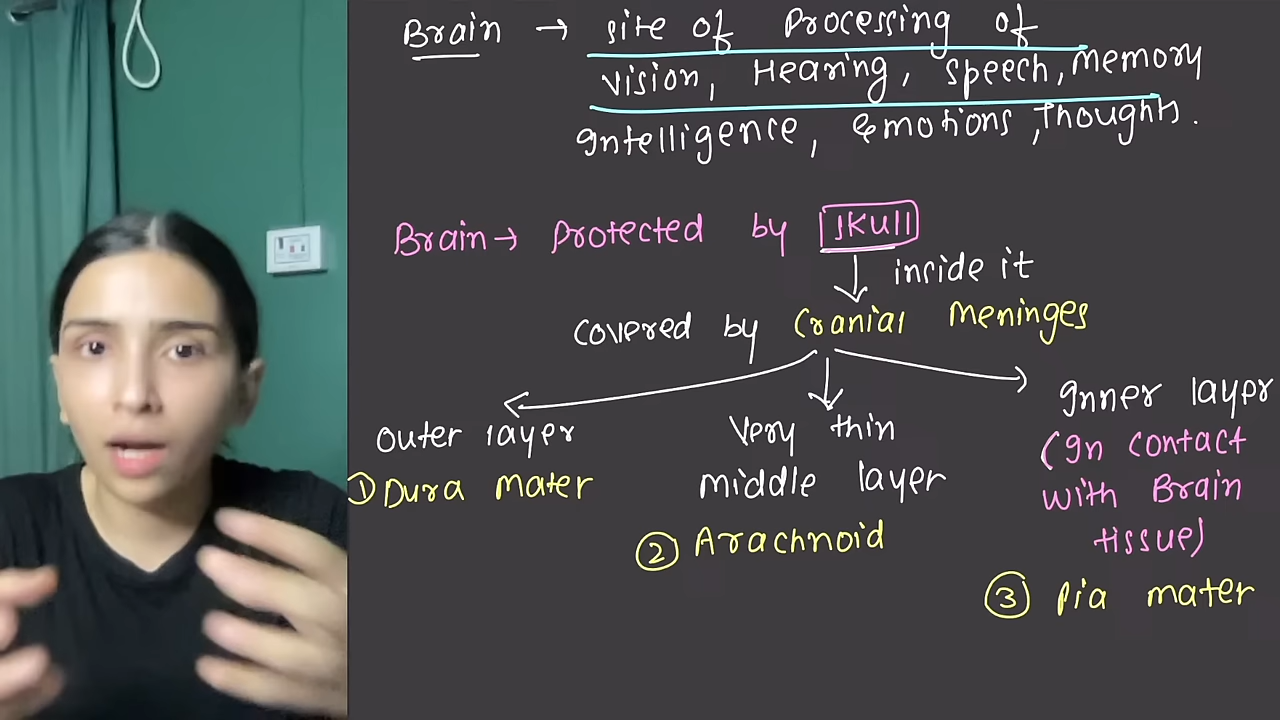 Brain → site of Processing of
vision, Hearing, speech, Memory
Intelligence, emotions, Thoughts.
Brain → Protected by skull
inside it
covered by Cranial Meninges
outer layer
① Dura mater
Very thin
middle layer
② Arachnoid
Inner layer
(In contact
with Brain
tissue)
③ Pia mater